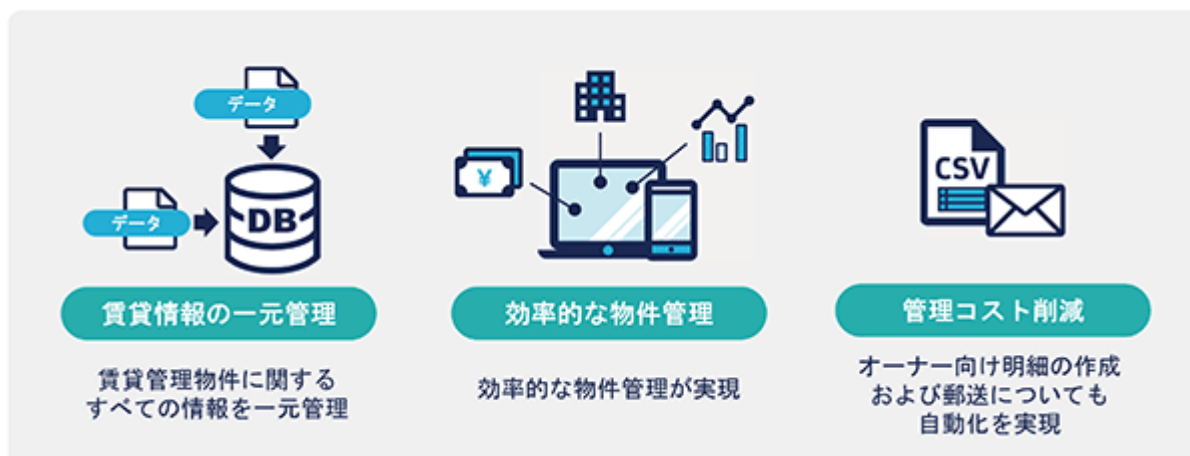 データ
データ
DB
賃貸情報の一元管理
賃貸管理物件に関する
すべての情報を一元管理
¥
効率的な物件管理
効率的な物件管理が実現
CSV
管理コスト削減
オーナー向け明細の作成
および郵送についても
自動化を実現